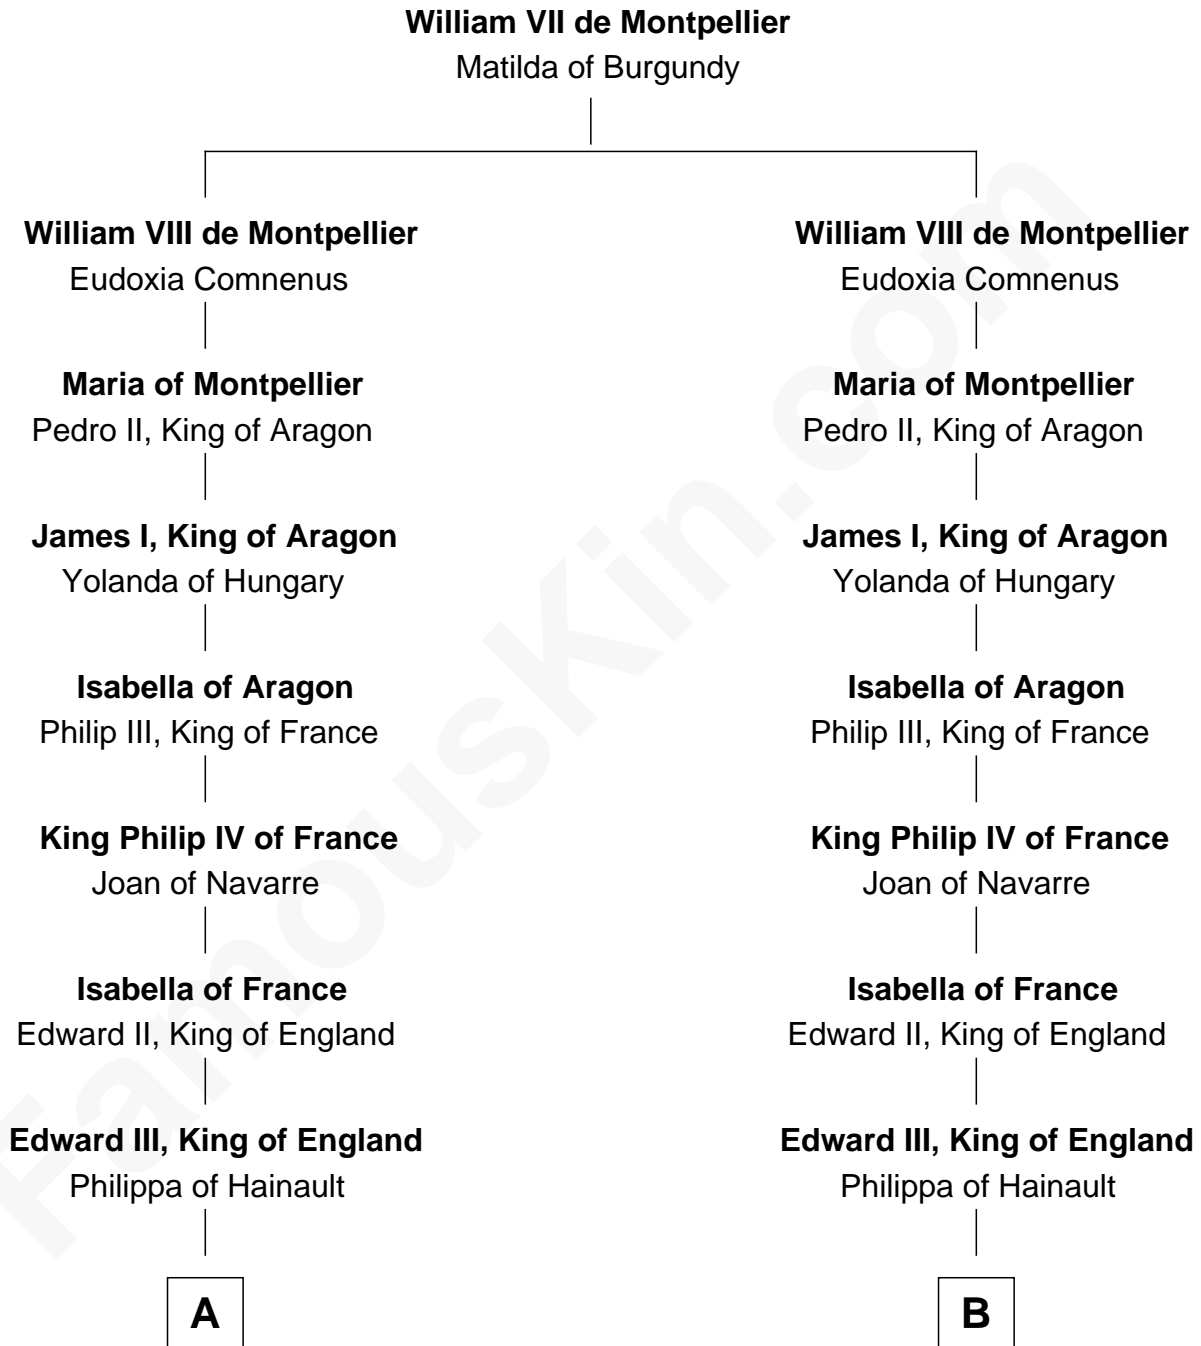 William VII de Montpellier
Matilda of Burgundy
William VIII de Montpellier
Eudoxia Comnenus
Maria of Montpellier
Pedro II, King of Aragon
James I, King of Aragon
Yolanda of Hungary
Isabella of Aragon
Philip III, King of France
King Philip IV of France
Joan of Navarre
Isabella of France
Edward II, King of England
Edward III, King of England
Philippa of Hainault
A
William VIII de Montpellier
Eudoxia Comnenus
Maria of Montpellier
Pedro II, King of Aragon
James I, King of Aragon
Yolanda of Hungary
Isabella of Aragon
Philip III, King of France
King Philip IV of France
Joan of Navarre
Isabella of France
Edward II, King of England
Edward III, King of England
Philippa of Hainault
B
FamousKin.com